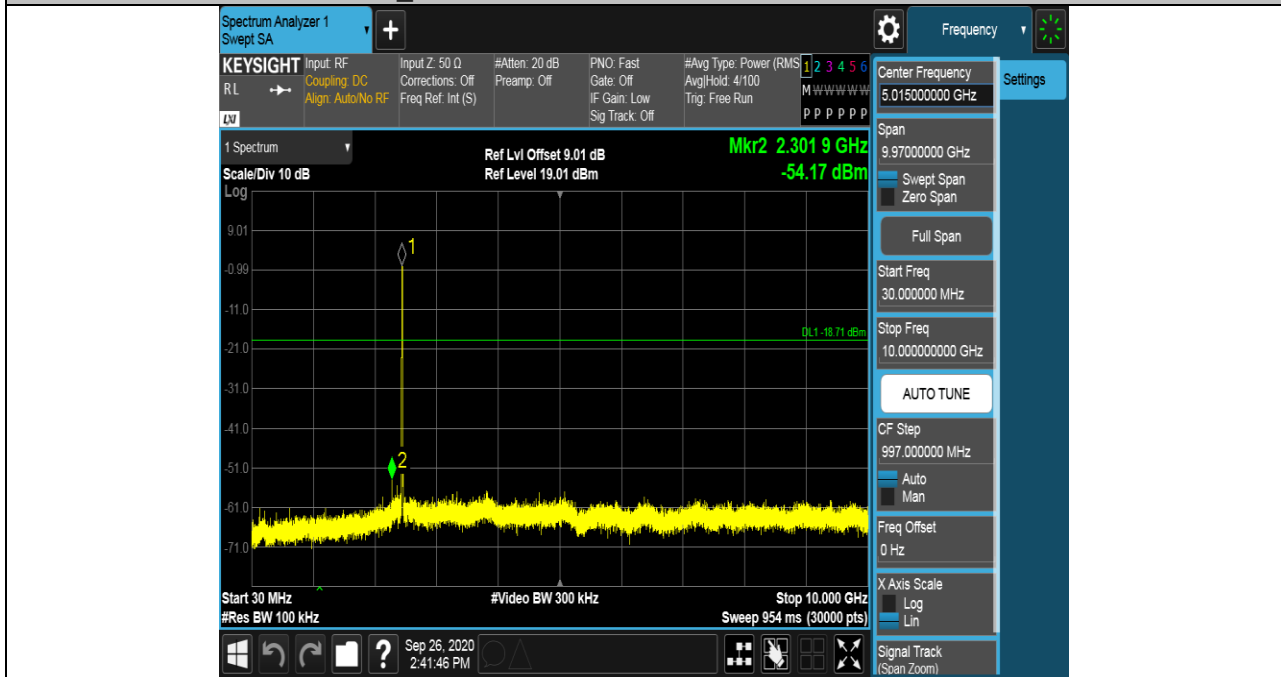 Spectrum Analyzer 1
Swept SA
+
Frequency
KEYSIGHT
RL
LXI
Input: RF
Coupling: DC
Align: Auto/No RF
Input Z: 50 Ω
Corrections: Off
Freq Ref: Int (S)
#Atten: 20 dB
Preamp: Off
PNO: Fast
Gate: Off
IF Gain: Low
Sig Track: Off
#Avg Type: Power (RMS
Avg|Hold: 4/100
Trig: Free Run
1 2 3 4 5 6
M W W W W W
P P P P P P
1 Spectrum
Scale/Div 10 dB
Ref Lvl Offset 9.01 dB
Ref Level 19.01 dBm
Mkr2 2.301 9 GHz
-54.17 dBm
Log
9.01
-0.99
-11.0
-21.0
-31.0
-41.0
-51.0
-61.0
-71.0
1
DL1 -18.71 dBm
2
Start 30 MHz
#Res BW 100 kHz
#Video BW 300 kHz
Stop 10.000 GHz
Sweep 954 ms (30000 pts)
?
Sep 26, 2020
2:41:46 PM
Center Frequency
5.015000000 GHz
Span
9.97000000 GHz
Swept Span
Zero Span
Full Span
Start Freq
30.000000 MHz
Stop Freq
10.000000000 GHz
AUTO TUNE
CF Step
997.000000 MHz
Auto
Man
Freq Offset
0 Hz
X Axis Scale
Log
Lin
Signal Track
(Span Zoom)
Settings